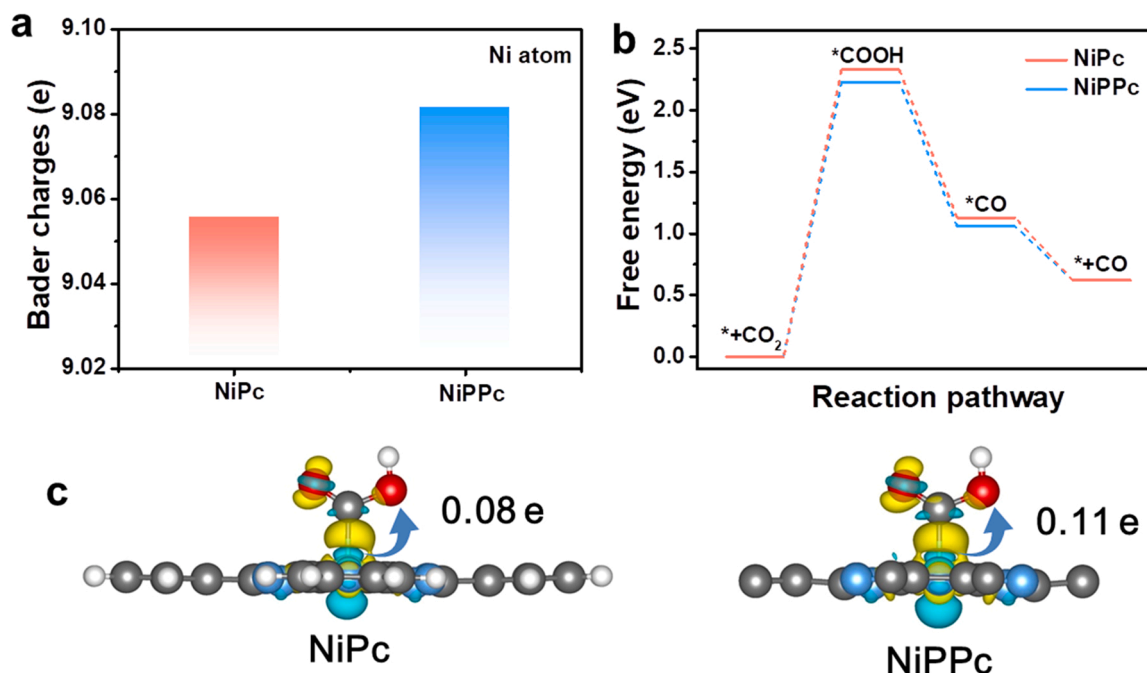 a
9.10
9.08
9.06
9.04
9.02
Bader charges (e)
Ni atom
NiPc
NiPPc
b
2.5
2.0
1.5
1.0
0.5
0.0
Free energy (eV)
*COOH
NiPc
NiPPc
*CO
*+CO
*+CO₂
Reaction pathway
c
0.08 e
NiPc
0.11 e
NiPPc